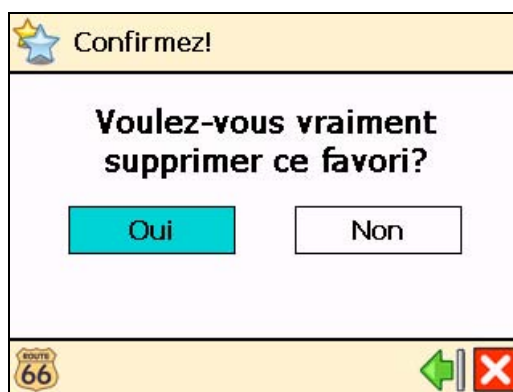 Confirmez!
Voulez-vous vraiment
supprimer ce favori?
Oui Non
ROUTE
66